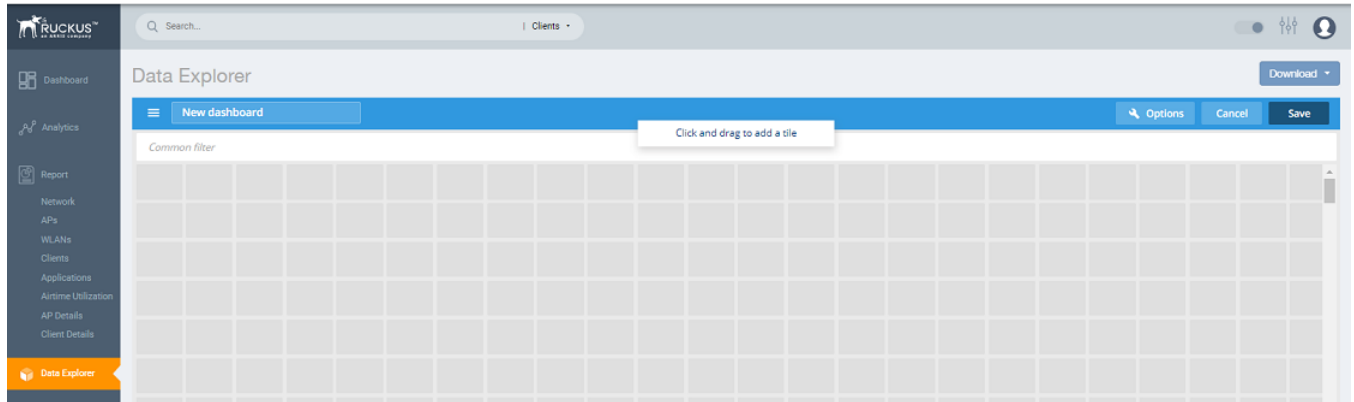 RUCKUS™
an ARRIS company
Search...
| Clients
Dashboard
Data Explorer
Download
New dashboard
Options
Cancel
Save
Click and drag to add a tile
Analytics
Common filter
Report
Network
APs
WLANs
Clients
Applications
Airtime Utilization
AP Details
Client Details
Data Explorer